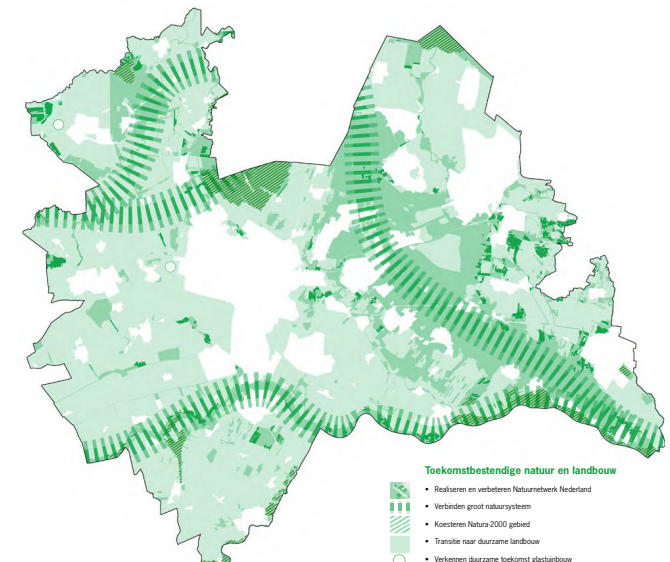 Toekomstbestendige natuur en landbouw
• Realiseren en verbeteren Natuurnetwerk Nederland
• Verbinden groot natuursysteem
• Koesteren Natura-2000 gebied
• Transitie naar duurzame landbouw
• Verkennen duurzame toekomst glastuinbouw